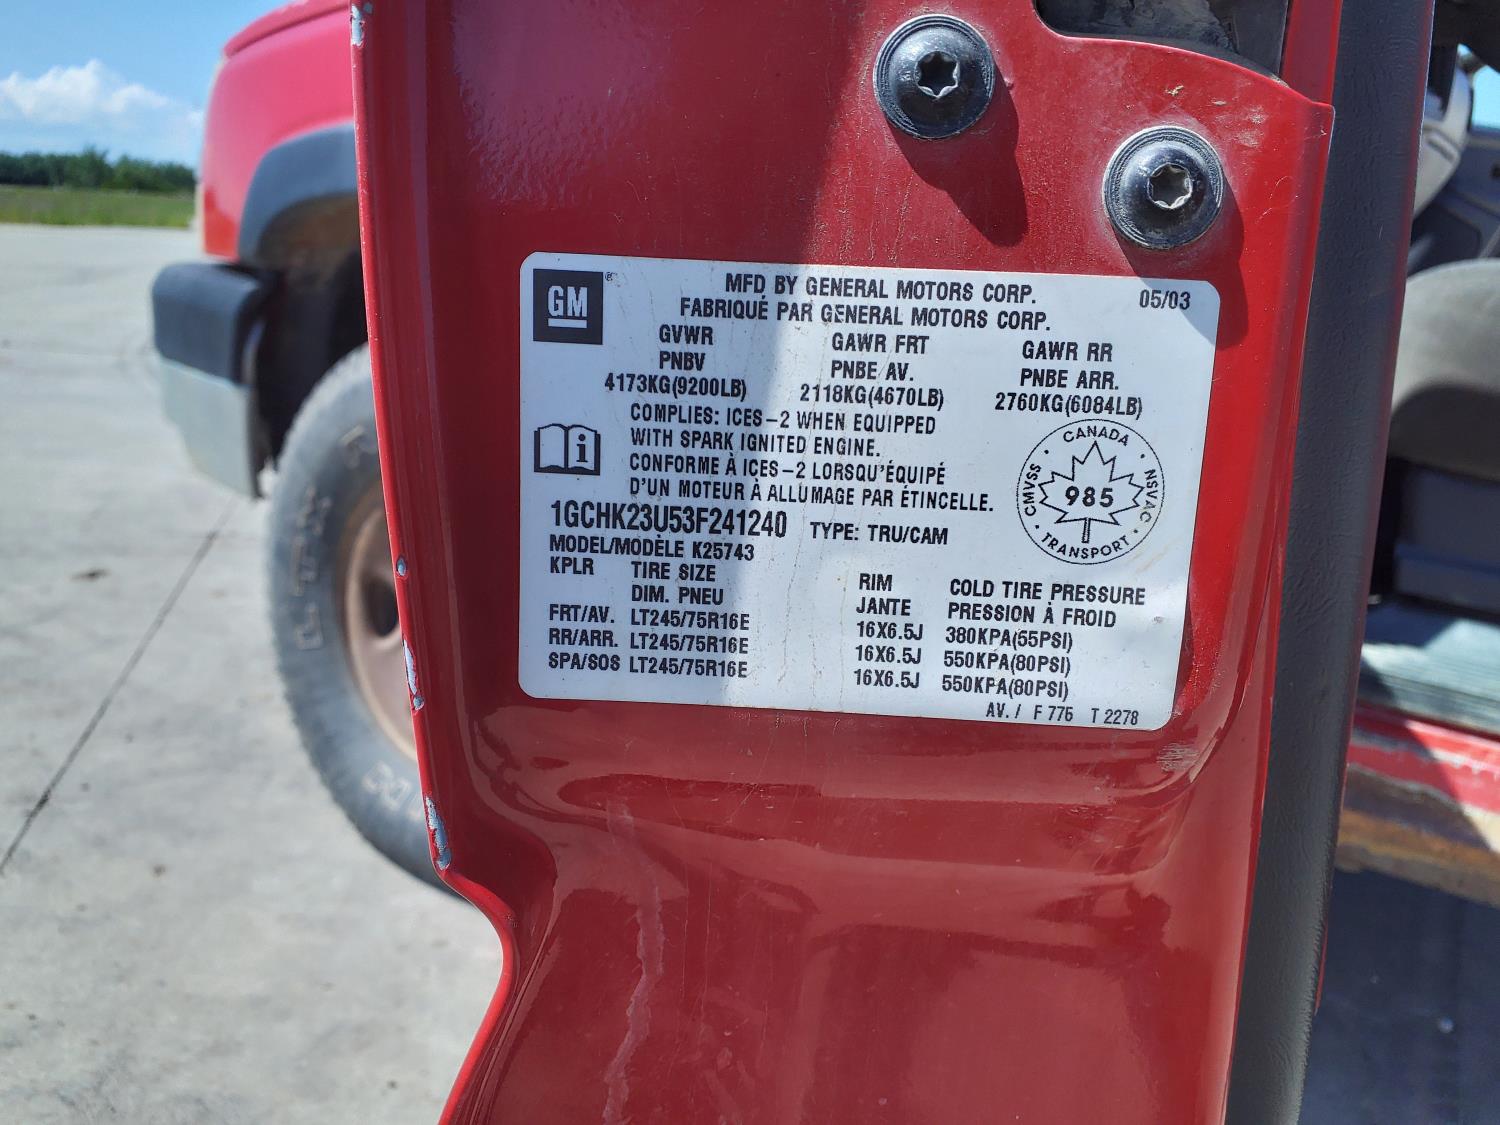 GM®
MFD BY GENERAL MOTORS CORP.
05/03
FABRIQUÉ PAR GENERAL MOTORS CORP.
GVWR GAWR FRT GAWR RR
PNBV PNBE AV. PNBE ARR.
4173KG(9200LB) 2118KG(4670LB) 2760KG(6084LB)
COMPLIES: ICES-2 WHEN EQUIPPED
WITH SPARK IGNITED ENGINE.
CONFORME À ICES-2 LORSQU'ÉQUIPÉ
D'UN MOTEUR À ALLUMAGE PAR ÉTINCELLE.
CANADA
CMVSS · NSVAC
985
TRANSPORT
1GCHK23U53F241240 TYPE: TRU/CAM
MODEL/MODÈLE K25743
KPLR TIRE SIZE RIM COLD TIRE PRESSURE
DIM. PNEU JANTE PRESSION À FROID
FRT/AV. LT245/75R16E 16X6.5J 380KPA(55PSI)
RR/ARR. LT245/75R16E 16X6.5J 550KPA(80PSI)
SPA/SOS LT245/75R16E 16X6.5J 550KPA(80PSI)
AV. / F 775 T 2278
LTX